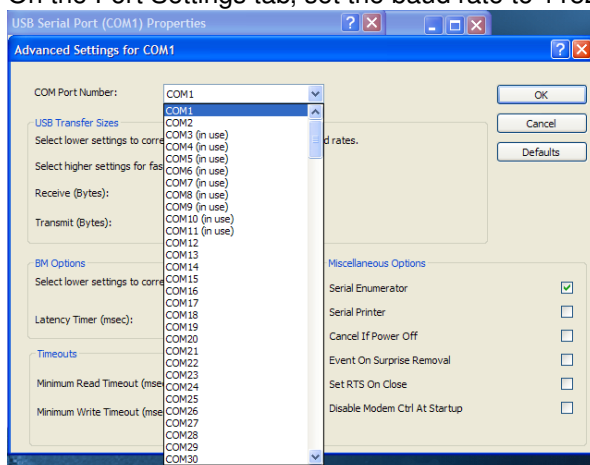 On the Port Settings tab, set the baud rate to
USB Serial Port (COM1) Properties
Advanced Settings for COM1
COM Port Number:
COM1
OK
Cancel
Defaults
COM1
COM2
COM3 (in use)
COM4 (in use)
COM5 (in use)
COM6 (in use)
COM7 (in use)
COM8 (in use)
COM9 (in use)
COM10 (in use)
COM11 (in use)
COM12
COM13
COM14
COM15
COM16
COM17
COM18
COM19
COM20
COM21
COM22
COM23
COM24
COM25
COM26
COM27
COM28
COM29
COM30
USB Transfer Sizes
Select lower settings to corre d rates.
Select higher settings for fas
Receive (Bytes):
Transmit (Bytes):
BM Options
Select lower settings to corre
Latency Timer (msec):
Timeouts
Minimum Read Timeout (mse
Minimum Write Timeout (mse
Miscellaneous Options
Serial Enumerator
Serial Printer
Cancel If Power Off
Event On Surprise Removal
Set RTS On Close
Disable Modem Ctrl At Startup